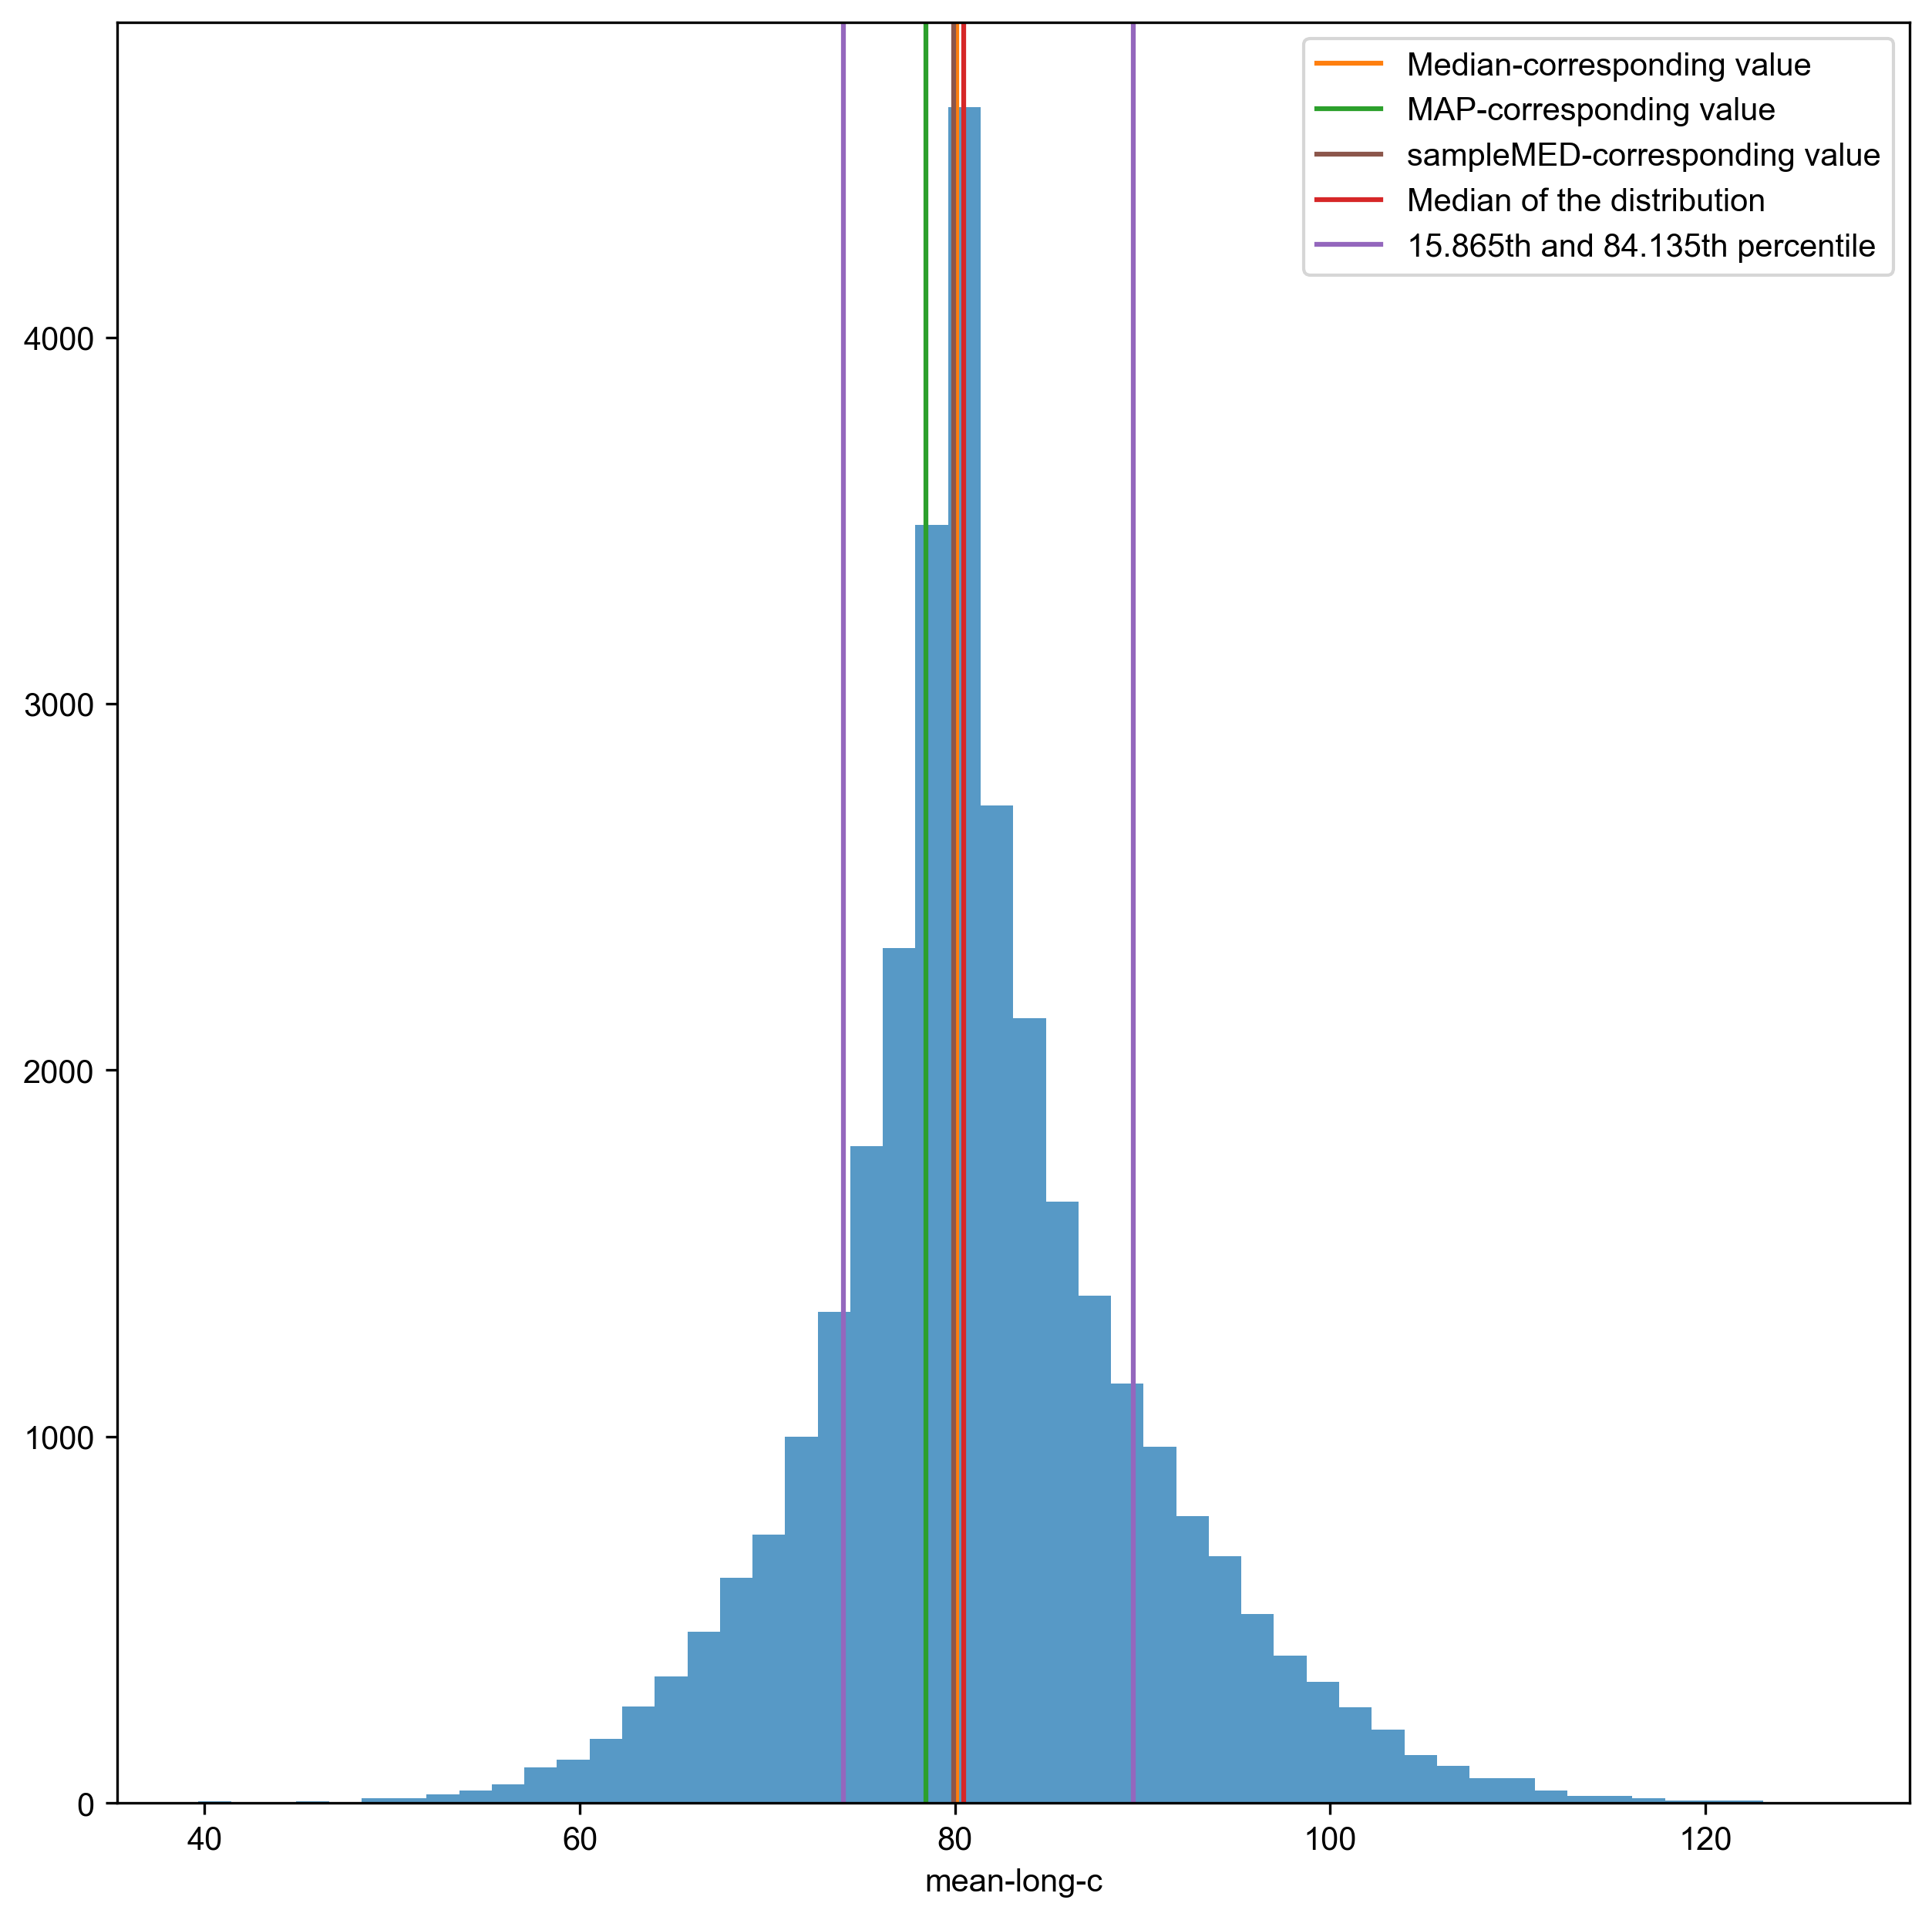 Median-corresponding value
MAP-corresponding value
sampleMED-corresponding value
Median of the distribution
15.865th and 84.135th percentile
4000
3000
2000
1000
0
40 60 80 100 120
mean-long-c